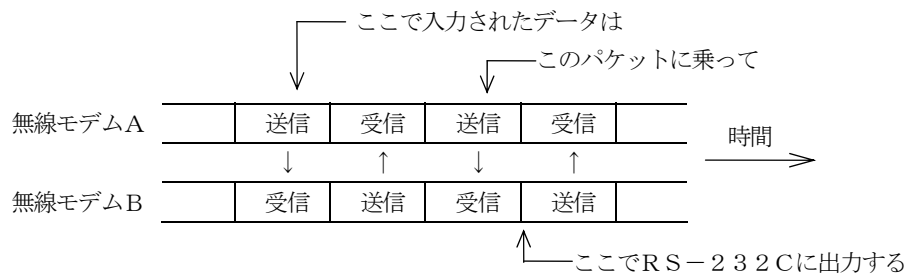 ここで入力されたデータは
このパケットに乗って
無線モデムA 送信 受信 送信 受信 時間
↓ ↑ ↓ ↑
無線モデムB 受信 送信 受信 送信
ここでRS-232Cに出力する